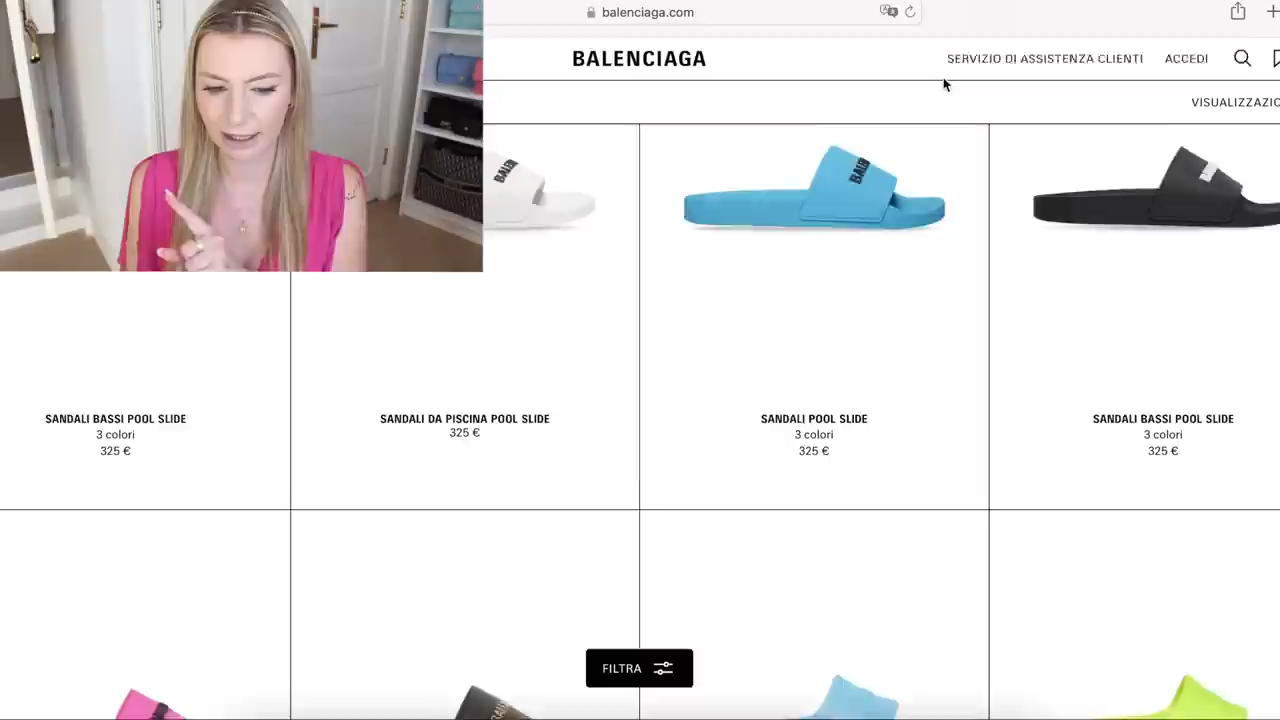 balenciaga.com
BALENCIAGA
SERVIZIO DI ASSISTENZA CLIENTI
ACCEDI
SANDALI BASSI POOL SLIDE
3 colori
325 €
SANDALI DA PISCINA POOL SLIDE
325 €
SANDALI POOL SLIDE
3 colori
325 €
SANDALI BASSI POOL SLIDE
3 colori
325 €
FILTRA